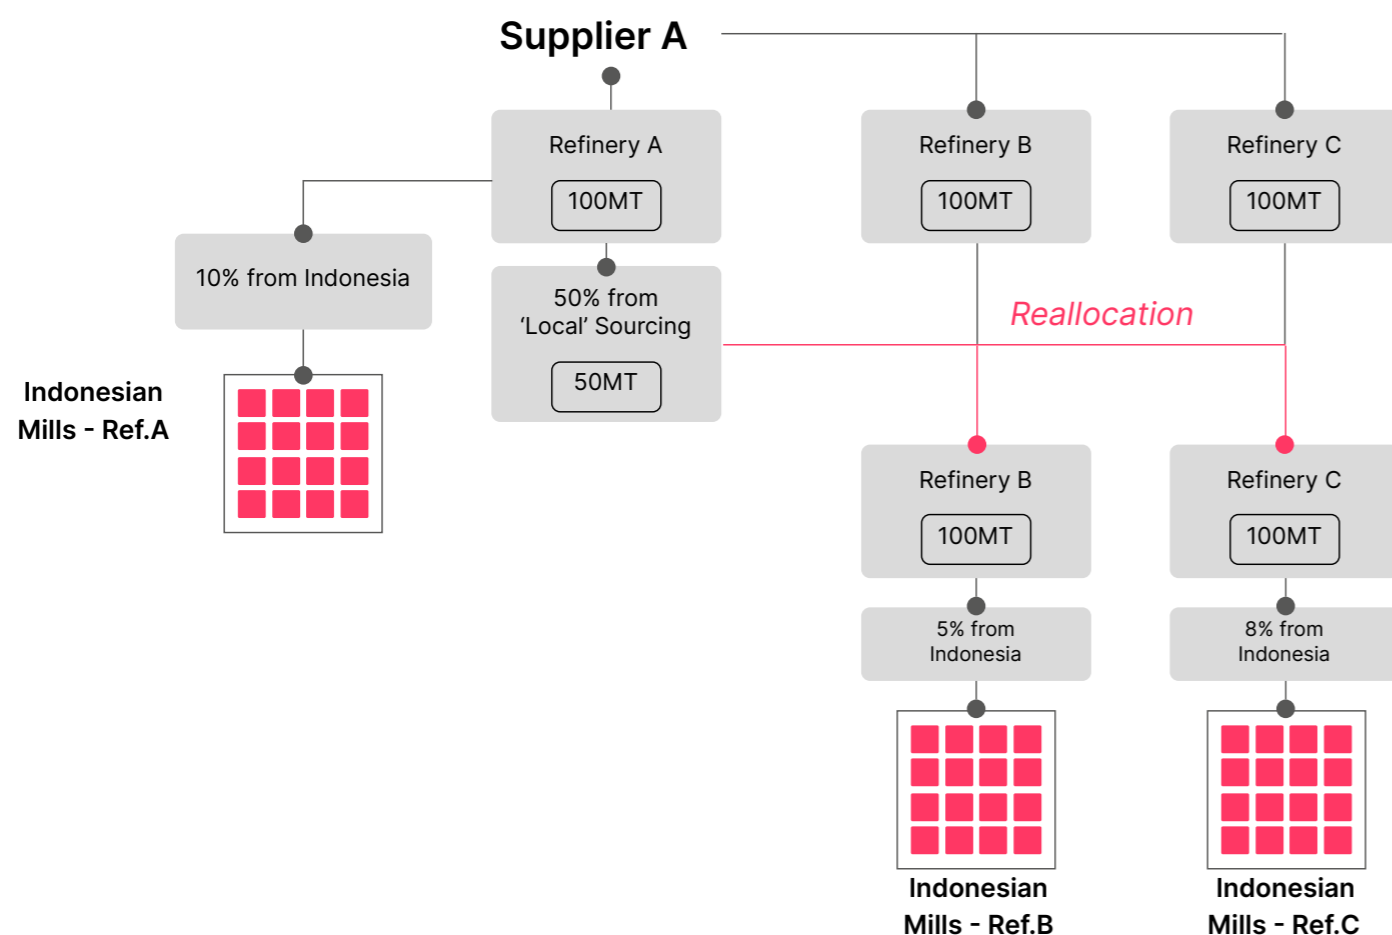 Supplier A
Refinery A
100MT
Refinery B
100MT
Refinery C
100MT
10% from Indonesia
50% from
‘Local’ Sourcing
50MT
Reallocation
Indonesian
Mills - Ref.A
Refinery B
100MT
Refinery C
100MT
5% from
Indonesia
8% from
Indonesia
Indonesian
Mills - Ref.B
Indonesian
Mills - Ref.C